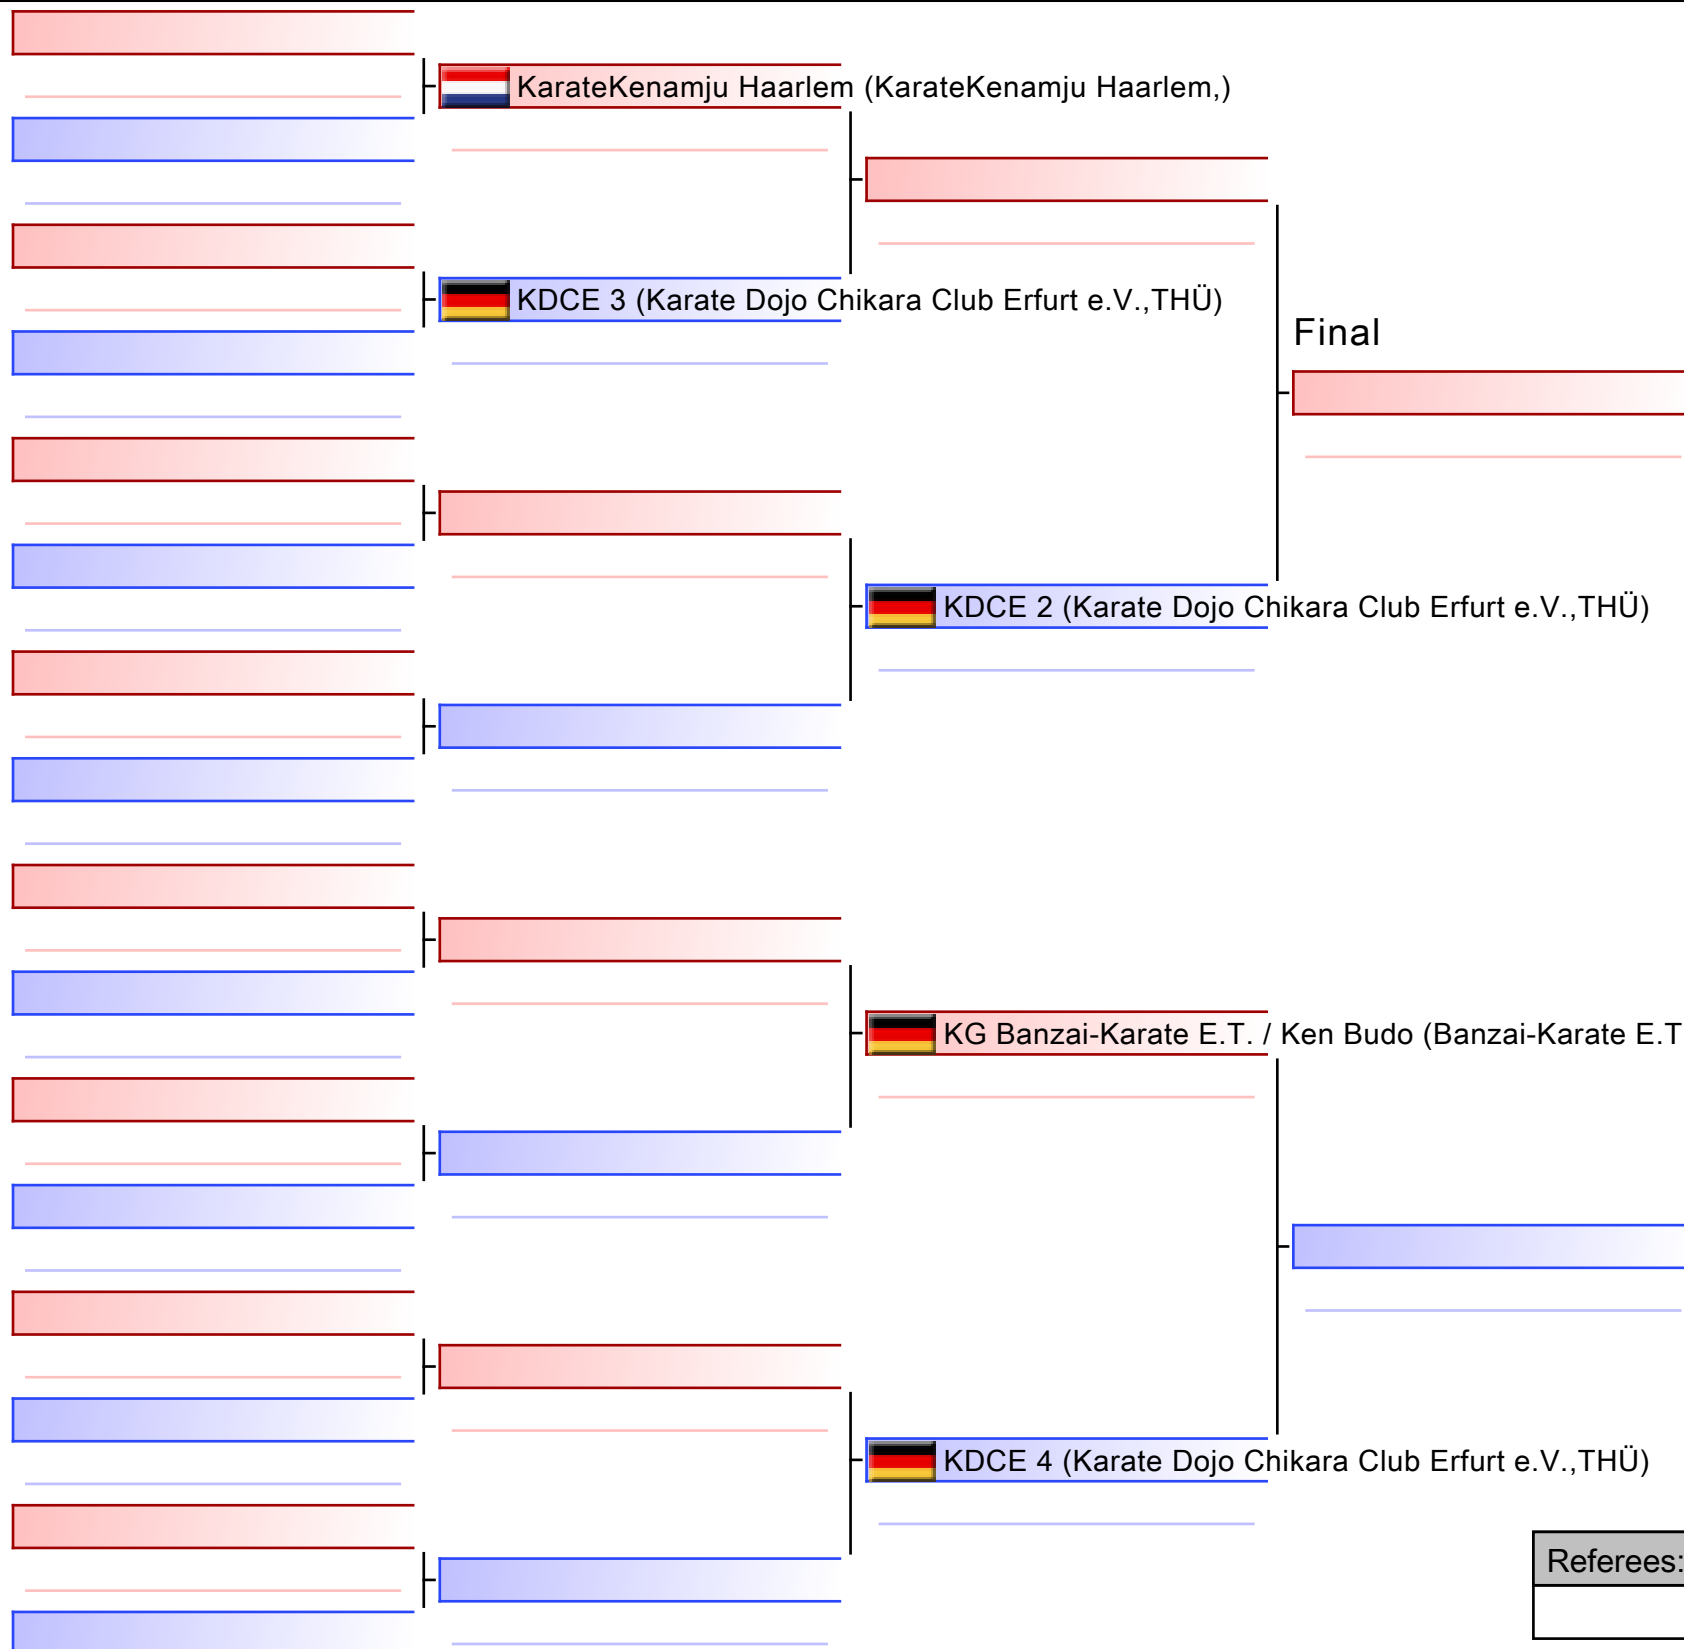 KarateKenamju Haarlem (KarateKenamju Haarlem,)
KDCE 3 (Karate Dojo Chikara Club Erfurt e.V.,THÜ)
Final
KDCE 2 (Karate Dojo Chikara Club Erfurt e.V.,THÜ)
KG Banzai-Karate E.T. / Ken Budo (Banzai-Karate E.T
KDCE 4 (Karate Dojo Chikara Club Erfurt e.V.,THÜ)
Referees: